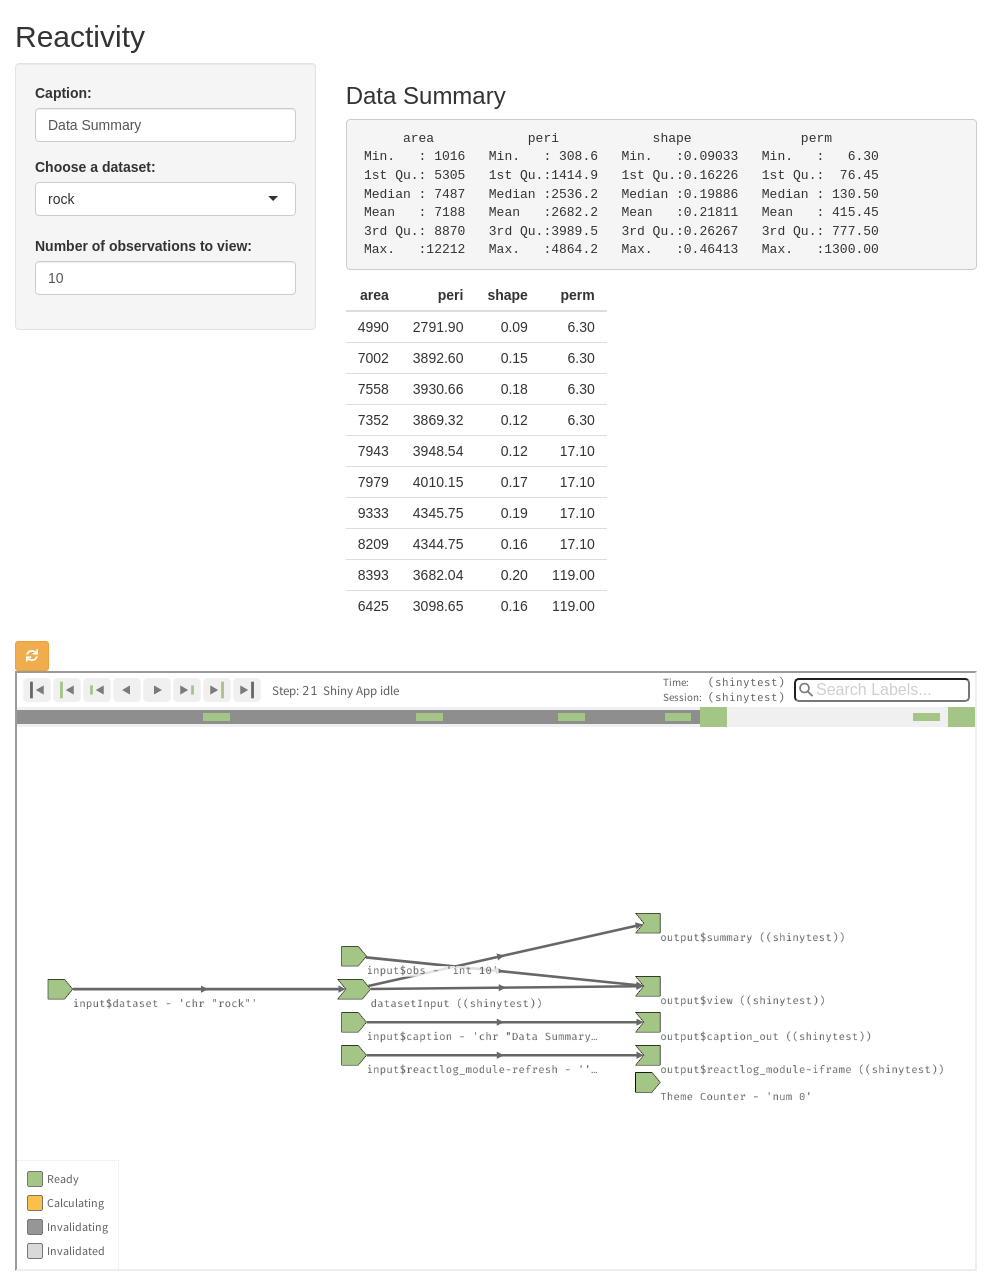 Reactivity
Caption:
Data Summary
Choose a dataset:
rock
Number of observations to view:
10
Data Summary
     area            peri            shape              perm
Min.   : 1016   Min.   : 308.6   Min.   :0.09033   Min.   :   6.30
1st Qu.: 5305   1st Qu.:1414.9   1st Qu.:0.16226   1st Qu.:  76.45
Median : 7487   Median :2536.2   Median :0.19886   Median : 130.50
Mean   : 7188   Mean   :2682.2   Mean   :0.21811   Mean   : 415.45
3rd Qu.: 8870   3rd Qu.:3989.5   3rd Qu.:0.26267   3rd Qu.: 777.50
Max.   :12212   Max.   :4864.2   Max.   :0.46413   Max.   :1300.00
area peri shape perm
4990 2791.90 0.09 6.30
7002 3892.60 0.15 6.30
7558 3930.66 0.18 6.30
7352 3869.32 0.12 6.30
7943 3948.54 0.12 17.10
7979 4010.15 0.17 17.10
9333 4345.75 0.19 17.10
8209 4344.75 0.16 17.10
8393 3682.04 0.20 119.00
6425 3098.65 0.16 119.00
Step: 21 Shiny App idle
Time: (shinytest)
Session: (shinytest)
Search Labels...
output$summary ((shinytest))
input$obs - 'int 10'
input$dataset - 'chr "rock"'
datasetInput ((shinytest))
output$view ((shinytest))
input$caption - 'chr "Data Summary…
output$caption_out ((shinytest))
input$reactlog_module-refresh - ''…
output$reactlog_module-iframe ((shinytest))
Theme Counter - 'num 0'
Ready
Calculating
Invalidating
Invalidated